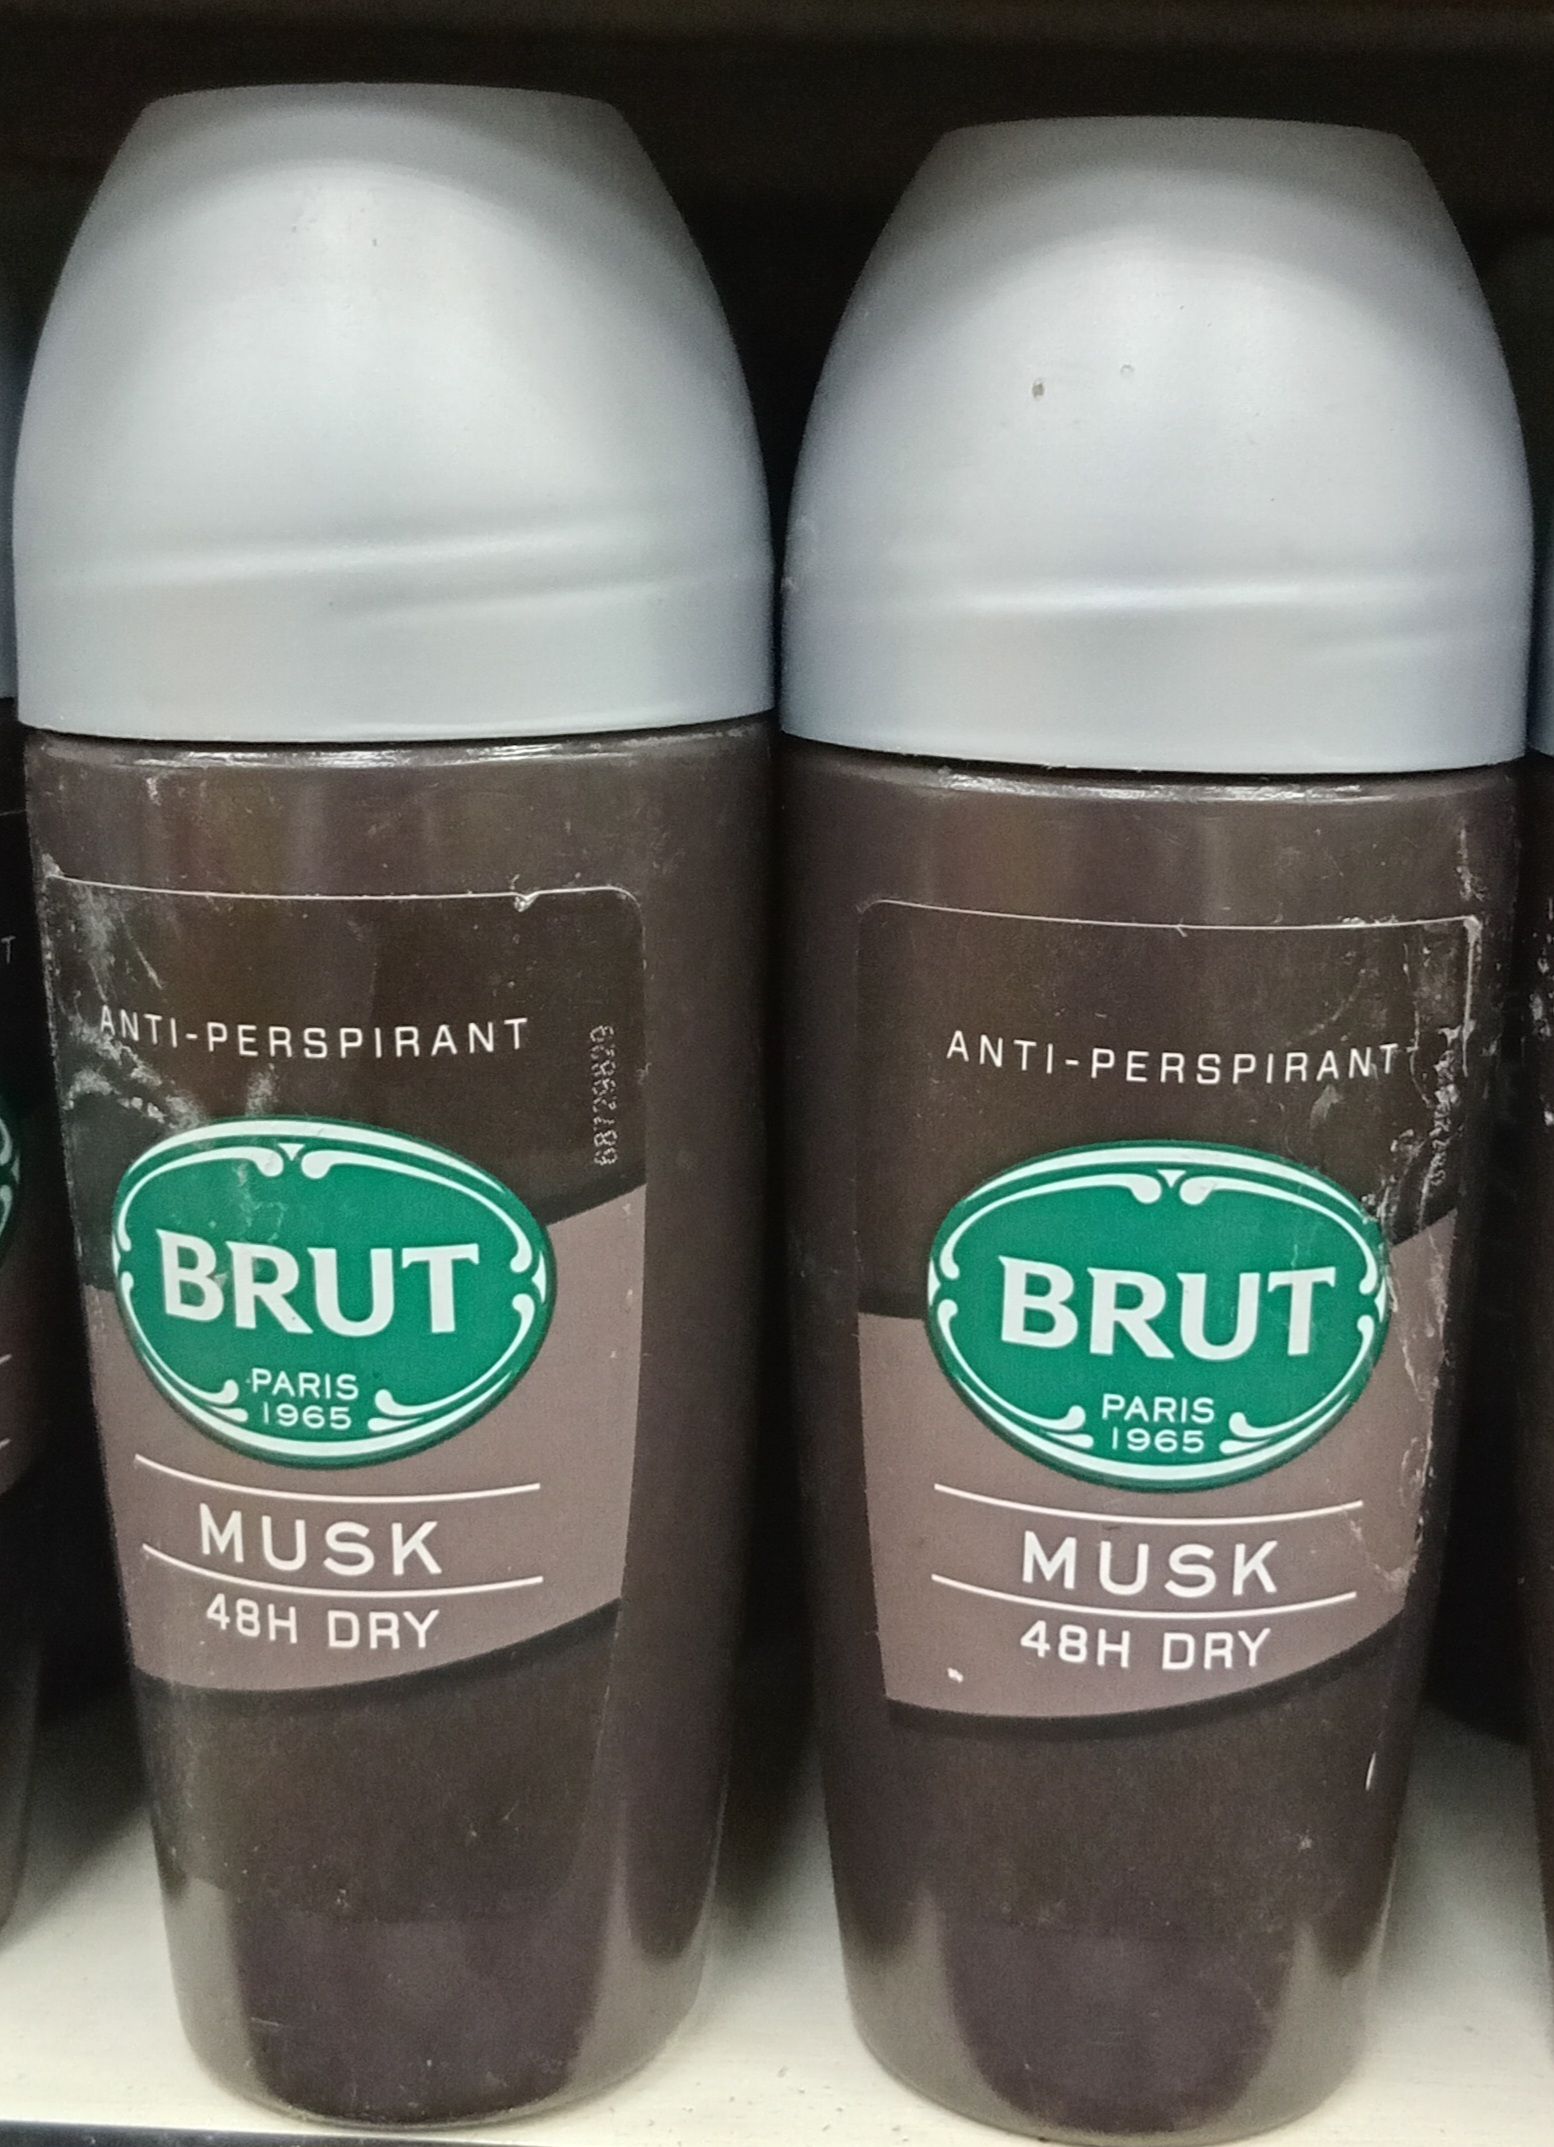 ANTI-PERSPIRANT
BRUT
PARIS
1965
MUSK
48H DRY
ANTI-PERSPIRANT
BRUT
PARIS
1965
MUSK
48H DRY